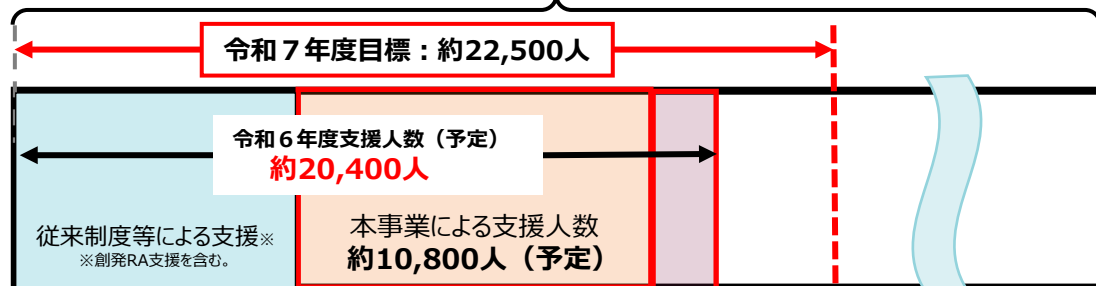 令和７年度目標：約22,500人
令和６年度支援人数（予定）
約20,400人
従来制度等による支援※
※創発RA支援を含む。
本事業による支援人数
約10,800人（予定）